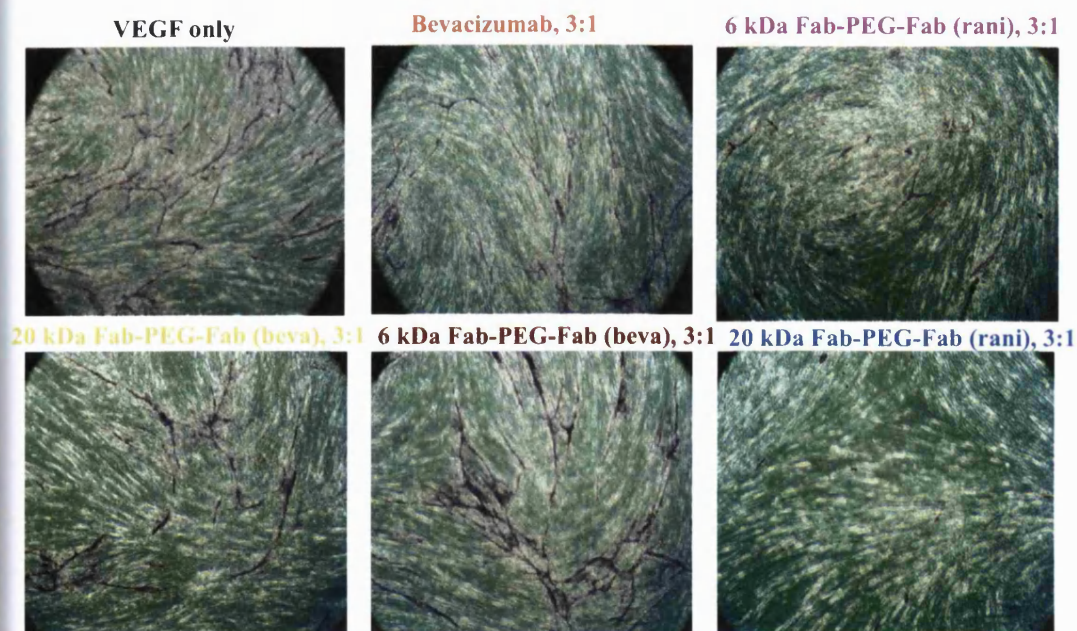 VEGF only
Bevacizumab, 3:1
6 kDa Fab-PEG-Fab (rani), 3:1
20 kDa Fab-PEG-Fab (beva), 3:1
6 kDa Fab-PEG-Fab (beva), 3:1
20 kDa Fab-PEG-Fab (rani), 3:1